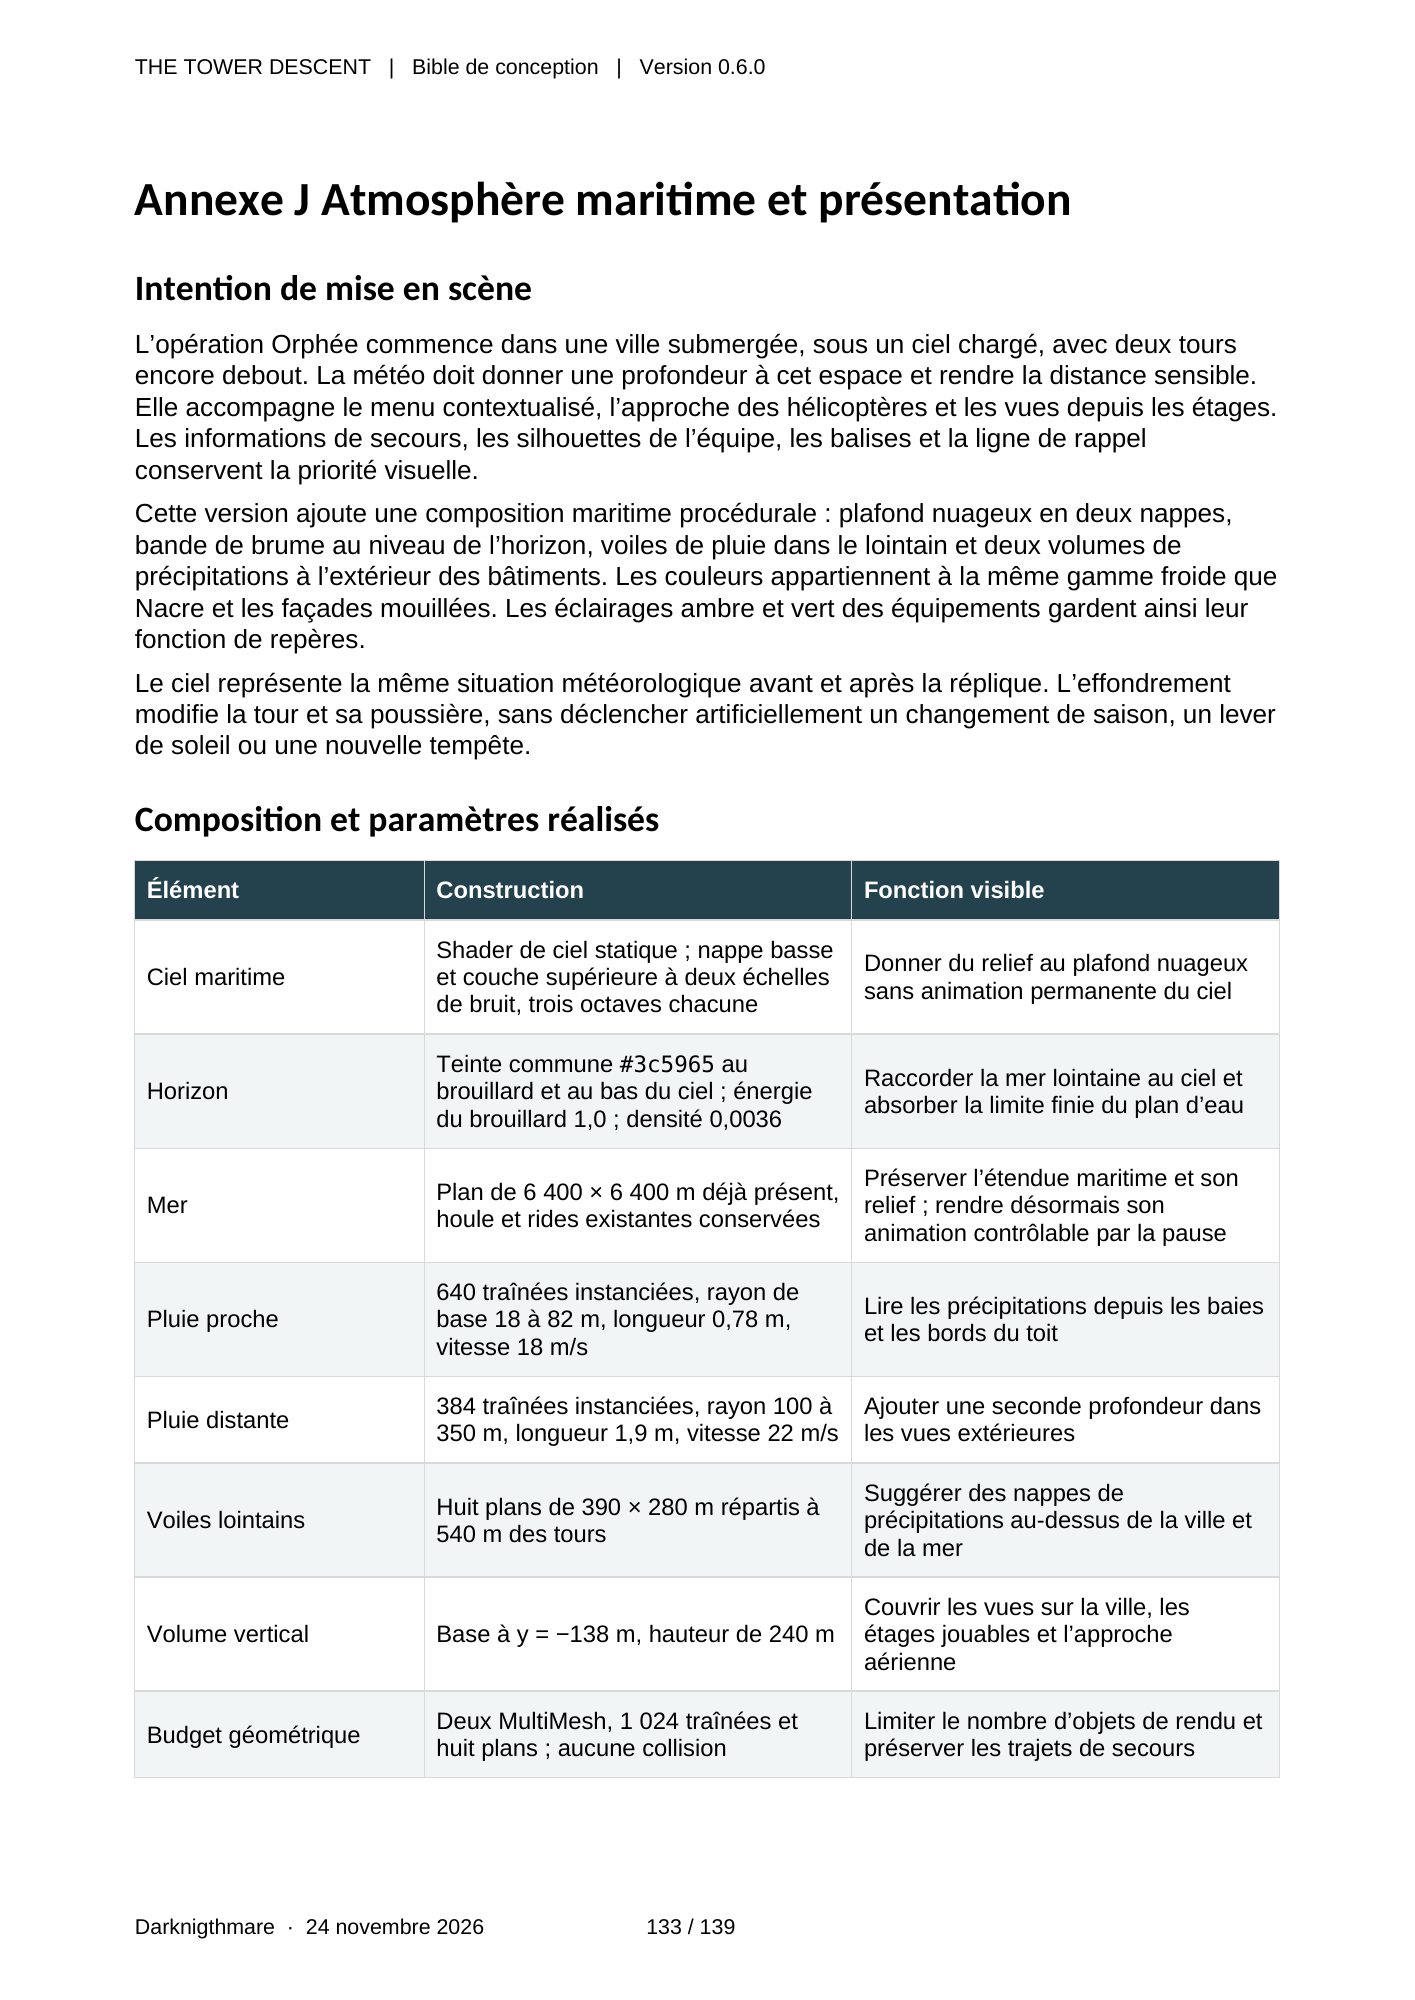 THE TOWER DESCENT | Bible de conception | Version 0.6.0
Annexe J Atmosphère maritime et présentation
Intention de mise en scène
L’opération Orphée commence dans une ville submergée, sous un ciel chargé, avec deux tours
encore debout. La météo doit donner une profondeur à cet espace et rendre la distance sensible.
Elle accompagne le menu contextualisé, l’approche des hélicoptères et les vues depuis les étages.
Les informations de secours, les silhouettes de l’équipe, les balises et la ligne de rappel
conservent la priorité visuelle.
Cette version ajoute une composition maritime procédurale : plafond nuageux en deux nappes,
bande de brume au niveau de l’horizon, voiles de pluie dans le lointain et deux volumes de
précipitations à l’extérieur des bâtiments. Les couleurs appartiennent à la même gamme froide que
Nacre et les façades mouillées. Les éclairages ambre et vert des équipements gardent ainsi leur
fonction de repères.
Le ciel représente la même situation météorologique avant et après la réplique. L’effondrement
modifie la tour et sa poussière, sans déclencher artificiellement un changement de saison, un lever
de soleil ou une nouvelle tempête.
Composition et paramètres réalisés
Élément
Construction
Fonction visible
Ciel maritime
Shader de ciel statique ; nappe basse
et couche supérieure à deux échelles
de bruit, trois octaves chacune
Donner du relief au plafond nuageux
sans animation permanente du ciel
Horizon
Teinte commune #3c5965 au
brouillard et au bas du ciel ; énergie
du brouillard 1,0 ; densité 0,0036
Raccorder la mer lointaine au ciel et
absorber la limite finie du plan d’eau
Mer
Plan de 6 400 × 6 400 m déjà présent,
houle et rides existantes conservées
Préserver l’étendue maritime et son
relief ; rendre désormais son
animation contrôlable par la pause
Pluie proche
640 traînées instanciées, rayon de
base 18 à 82 m, longueur 0,78 m,
vitesse 18 m/s
Lire les précipitations depuis les baies
et les bords du toit
Pluie distante
384 traînées instanciées, rayon 100 à
350 m, longueur 1,9 m, vitesse 22 m/s
Ajouter une seconde profondeur dans
les vues extérieures
Voiles lointains
Huit plans de 390 × 280 m répartis à
540 m des tours
Suggérer des nappes de
précipitations au-dessus de la ville et
de la mer
Volume vertical
Base à y = −138 m, hauteur de 240 m
Couvrir les vues sur la ville, les
étages jouables et l’approche
aérienne
Budget géométrique
Deux MultiMesh, 1 024 traînées et
huit plans ; aucune collision
Limiter le nombre d’objets de rendu et
préserver les trajets de secours
Darknigthmare · 24 novembre 2026
133 / 139